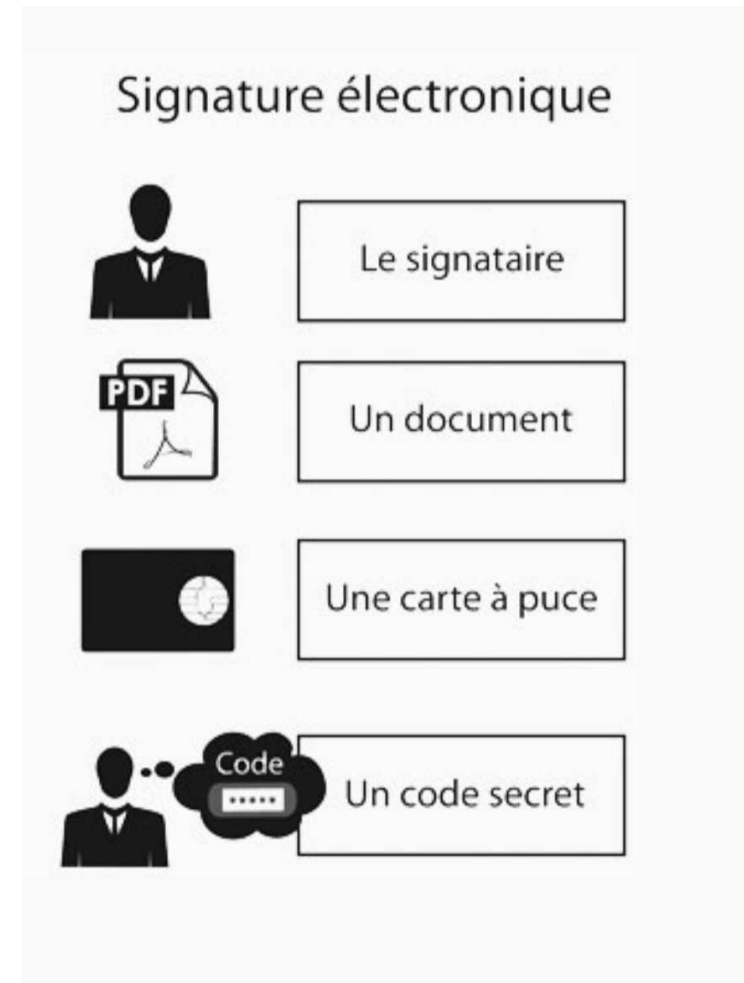 Signature électronique
Le signataire
PDF
Un document
Une carte à puce
Code
*****
Un code secret